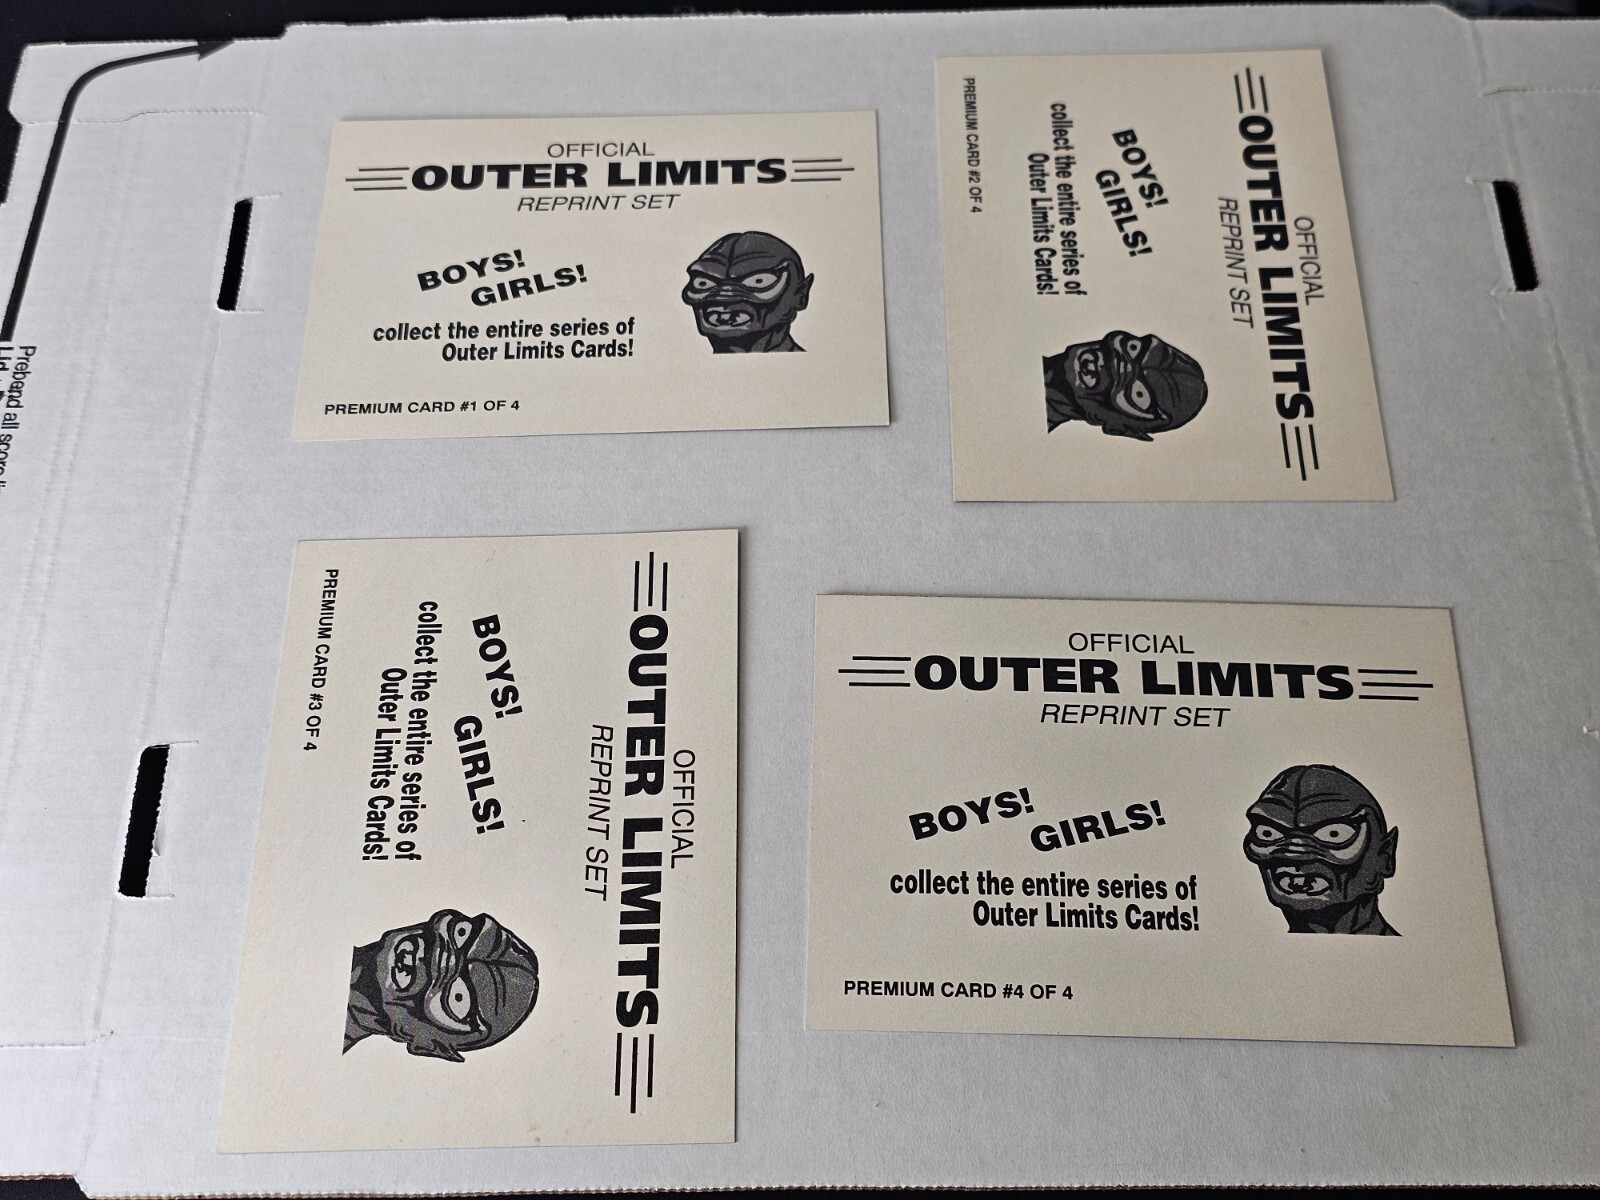 OFFICIAL
OUTER LIMITS
REPRINT SET
BOYS!
GIRLS!
collect the entire series of
Outer Limits Cards!
PREMIUM CARD #1 OF 4
OFFICIAL
OUTER LIMITS
REPRINT SET
BOYS!
GIRLS!
collect the entire series of
Outer Limits Cards!
PREMIUM CARD #2 OF 4
OFFICIAL
OUTER LIMITS
REPRINT SET
BOYS!
GIRLS!
collect the entire series of
Outer Limits Cards!
PREMIUM CARD #3 OF 4
OFFICIAL
OUTER LIMITS
REPRINT SET
BOYS!
GIRLS!
collect the entire series of
Outer Limits Cards!
PREMIUM CARD #4 OF 4
Prebend all score